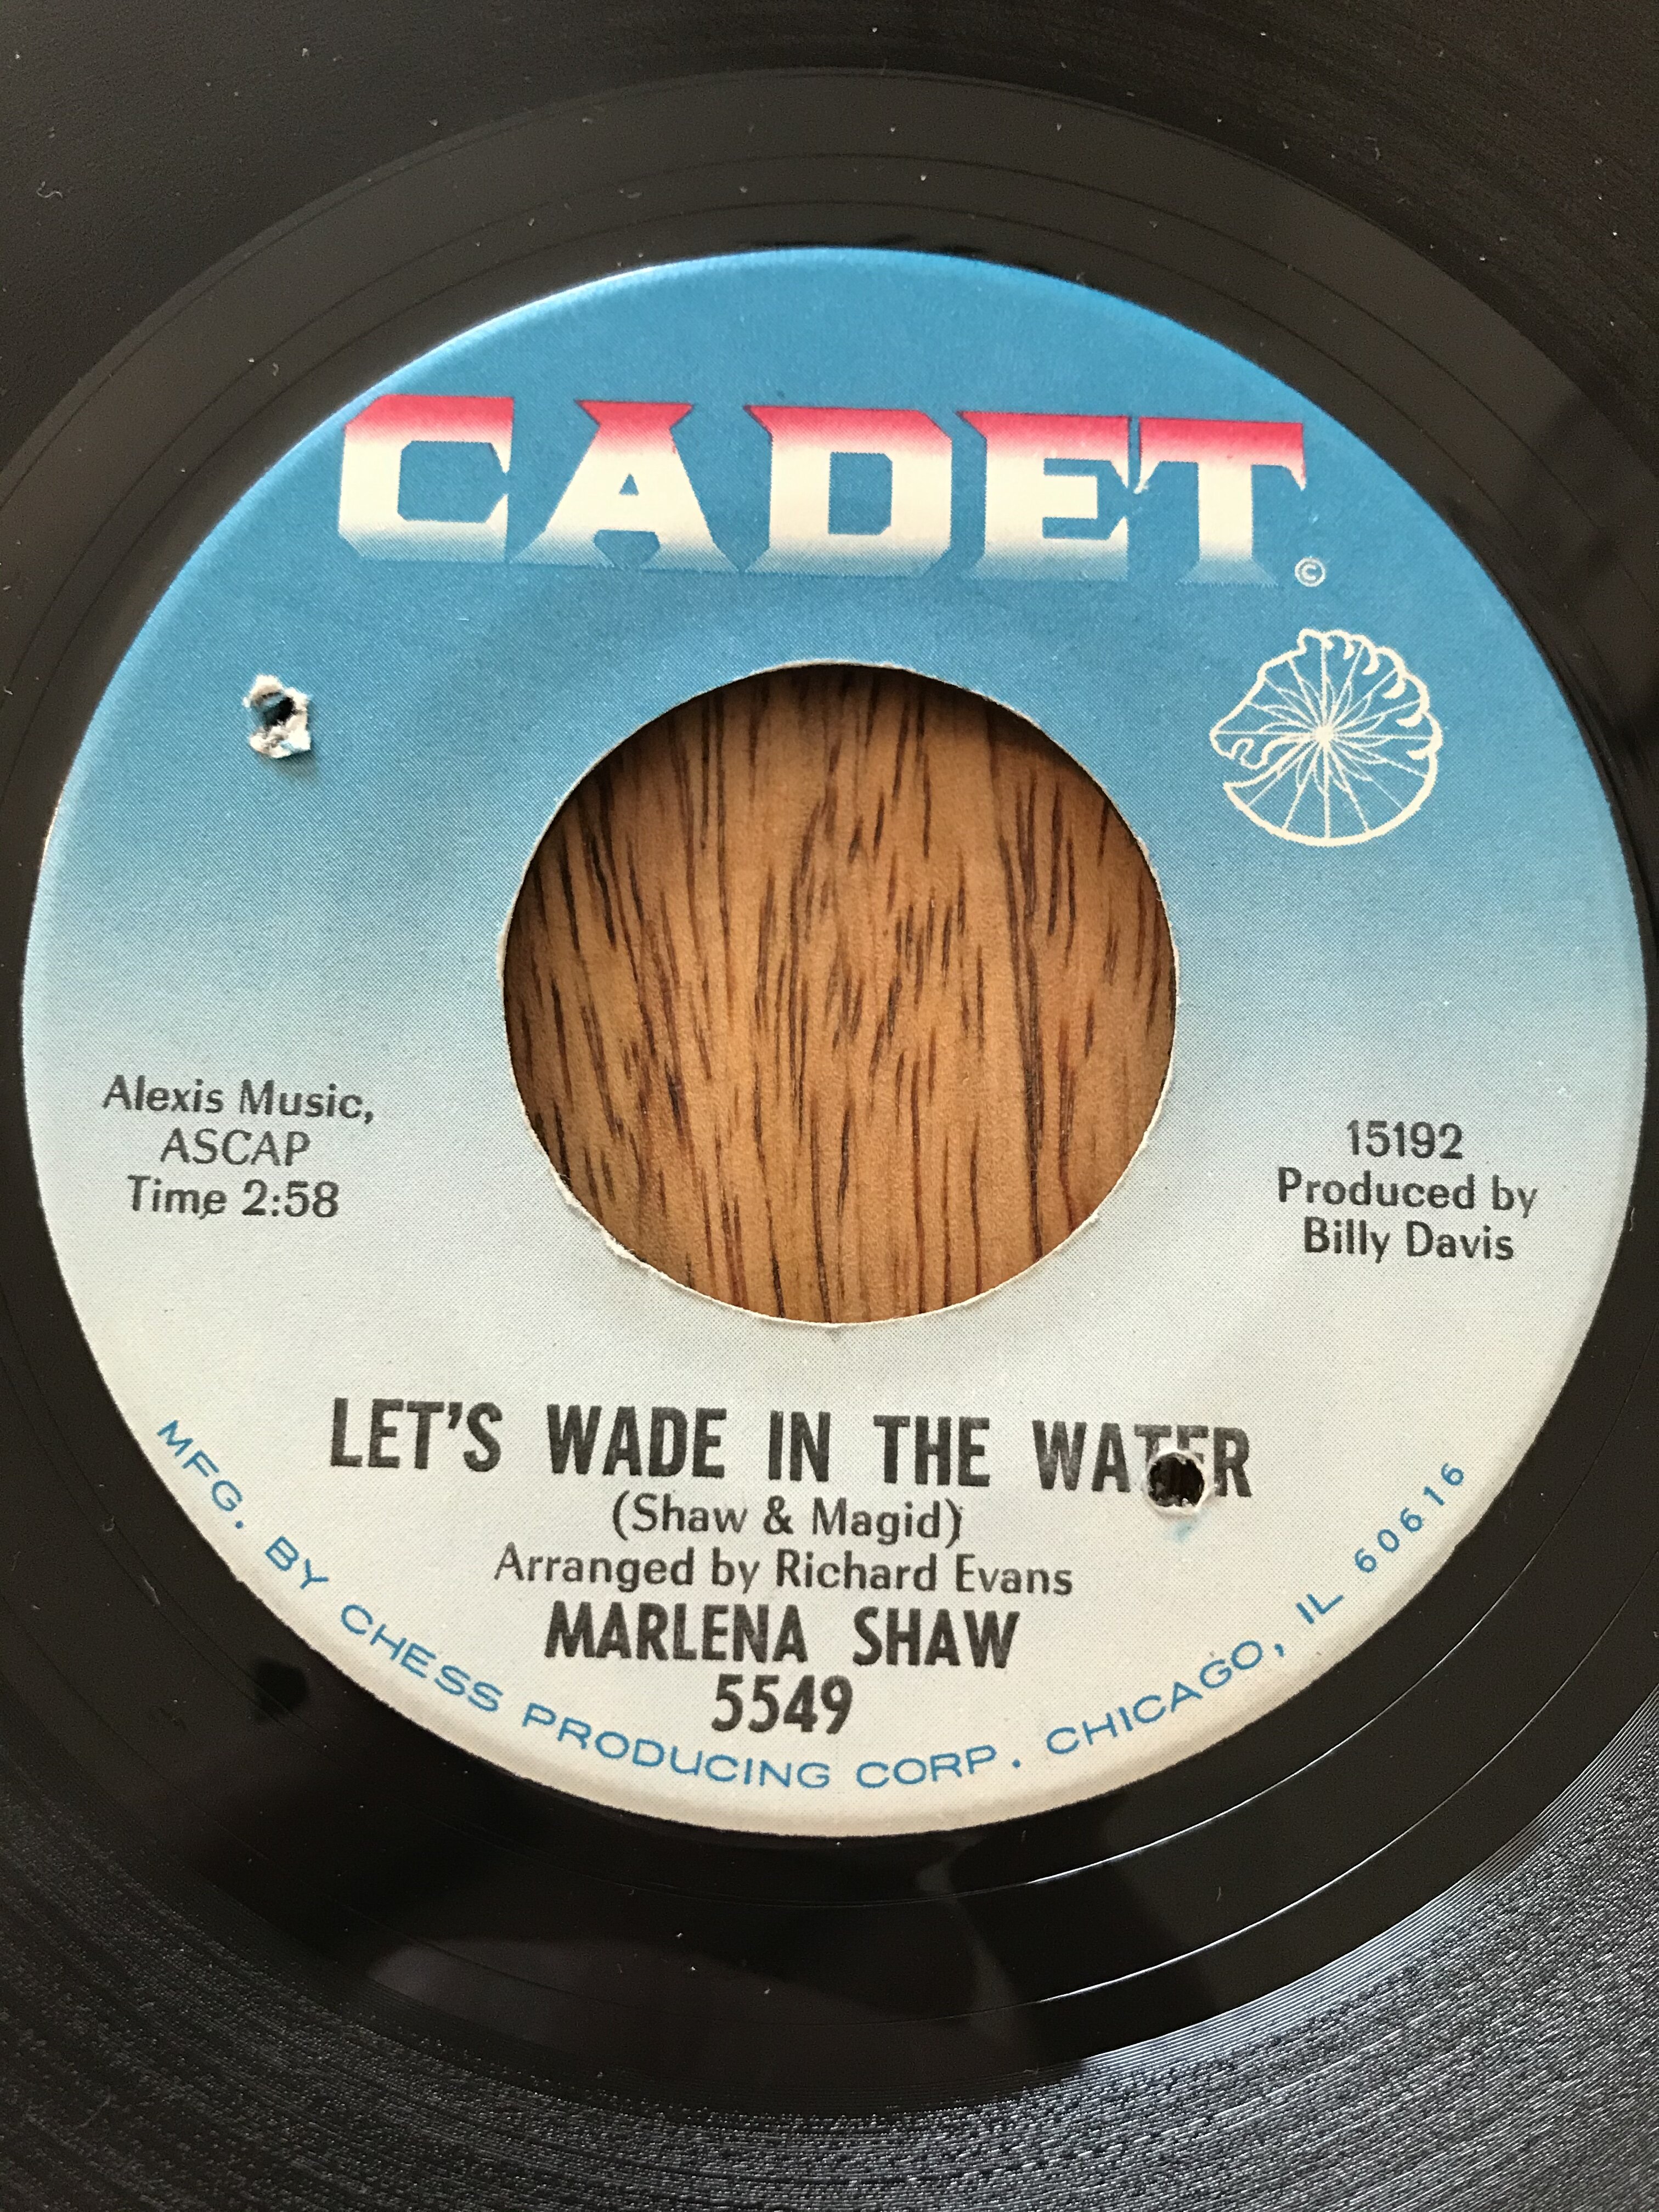 CADET
©
Alexis Music,
ASCAP
Time 2:58
15192
Produced by
Billy Davis
LET'S WADE IN THE WATER
(Shaw & Magid)
Arranged by Richard Evans
MARLENA SHAW
5549
MFG. BY CHESS PRODUCING CORP. CHICAGO, IL 60616